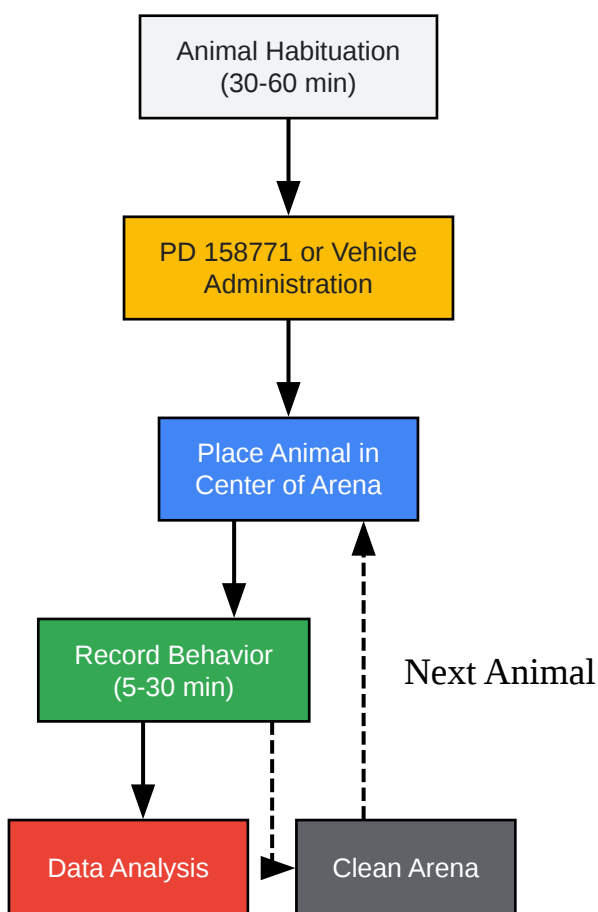 Animal Habituation
(30-60 min)
PD 158771 or Vehicle
Administration
Place Animal in
Center of Arena
Record Behavior
(5-30 min)
Next Animal
Data Analysis
Clean Arena